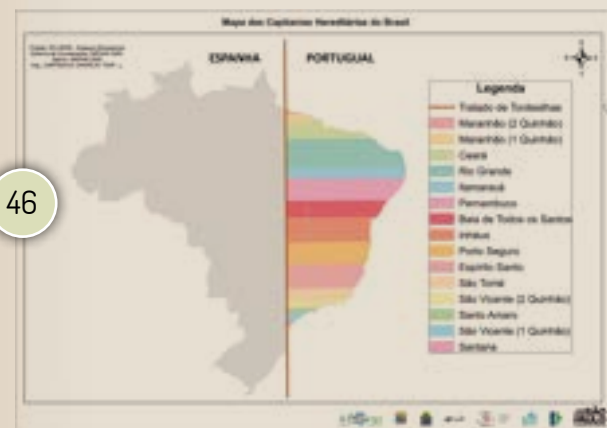 Mapa das Capitanias Hereditárias do Brasil
ESPANHA
PORTUGUAL
Legenda
Tratado de Tordesilhas
Maranhão (2 Quinhão)
Maranhão (1 Quinhão)
Ceará
Rio Grande
Itamaracá
Pernambuco
Baia de Todos os Santos
Ilhéus
Porto Seguro
Espírito Santo
São Tomé
São Vicente (2 Quinhão)
Santo Amaro
São Vicente (1 Quinhão)
Santana
46